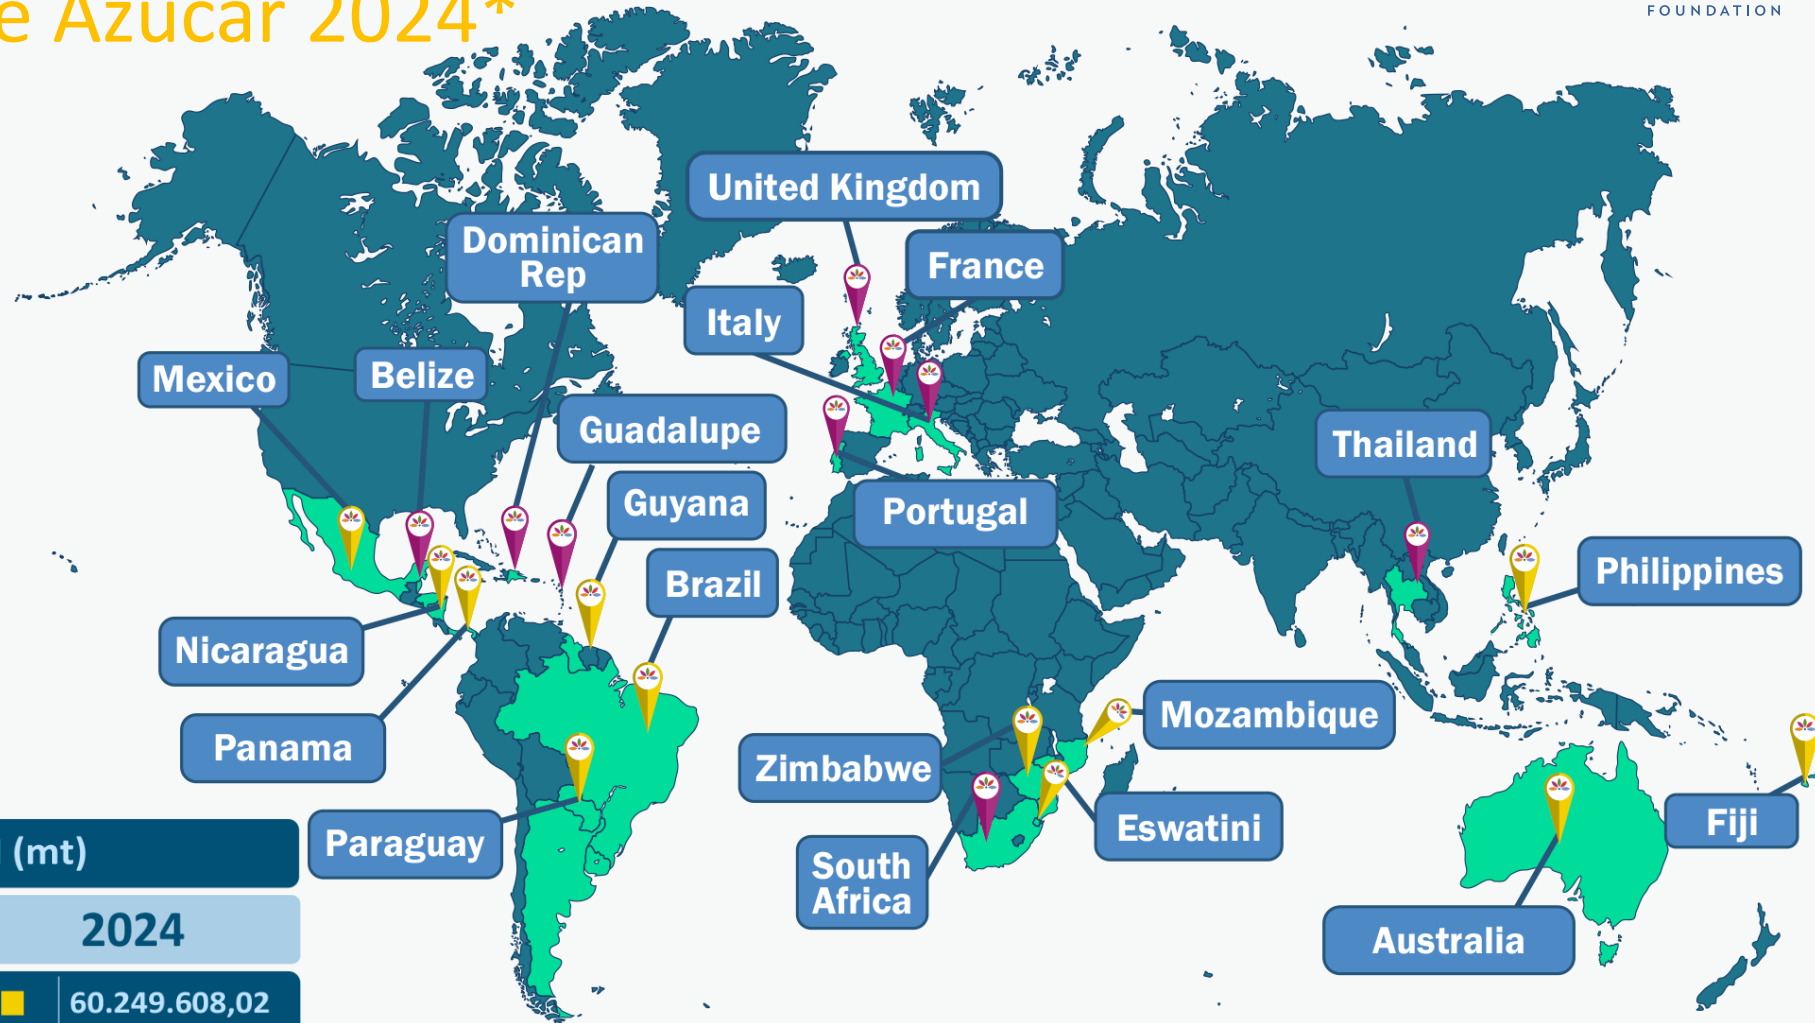 e Azúcar 2024*
FOUNDATION
United Kingdom
Dominican
Rep
France
Italy
Mexico
Belize
Guadalupe
Thailand
Guyana
Portugal
Brazil
Philippines
Nicaragua
Panama
Mozambique
Zimbabwe
Paraguay
Eswatini
Fiji
South
Africa
Australia
(mt)
2024
60.249.608,02